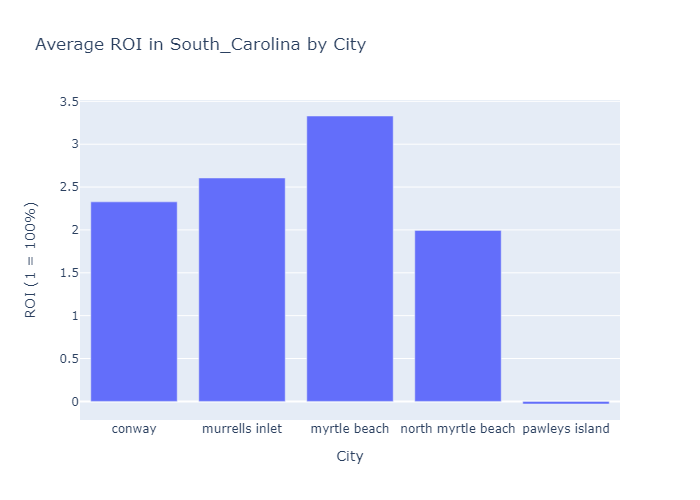 Average ROI in South_Carolina by City
ROI (1 = 100%)
3.5
3
2.5
2
1.5
1
0.5
0
conway murrells inlet myrtle beach north myrtle beach pawleys island
City